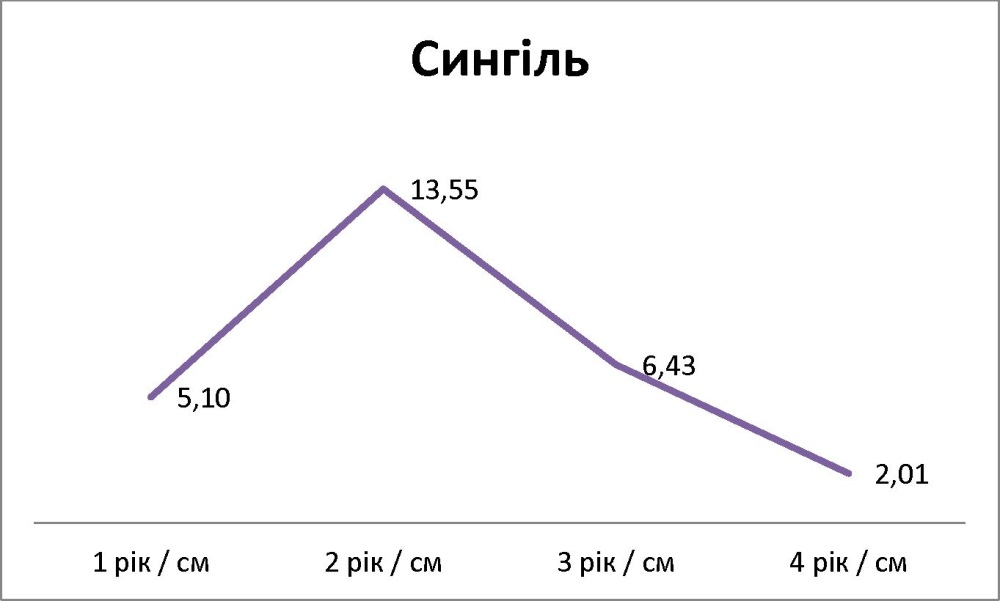 Сингіль
13,55
6,43
5,10
2,01
1 рік / см 2 рік / см 3 рік / см 4 рік / см